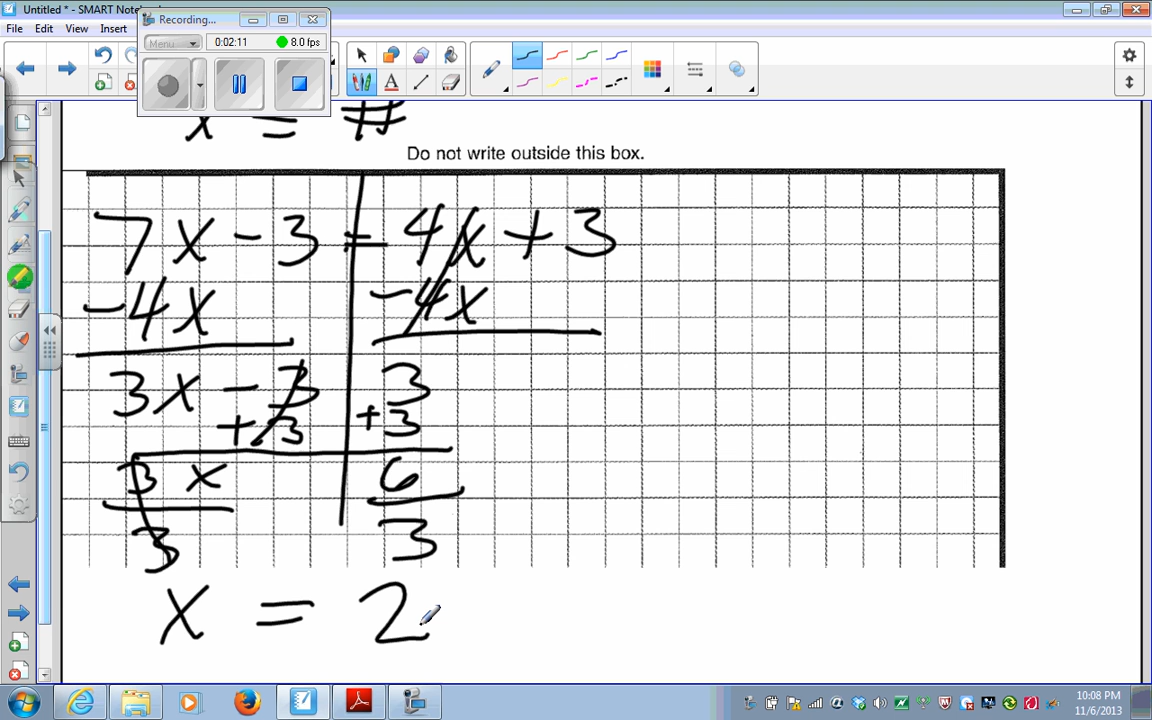 Untitled * - SMART Notebo
Recording...
File Edit View Insert
Menu 0:02:11 8.0 fps
x = #
Do not write outside this box.
7x - 3 = 4x + 3
-4x -4x
3x - 3 3
+3 +3
3x 6
3 3
x = 2
10:08 PM
11/6/2013